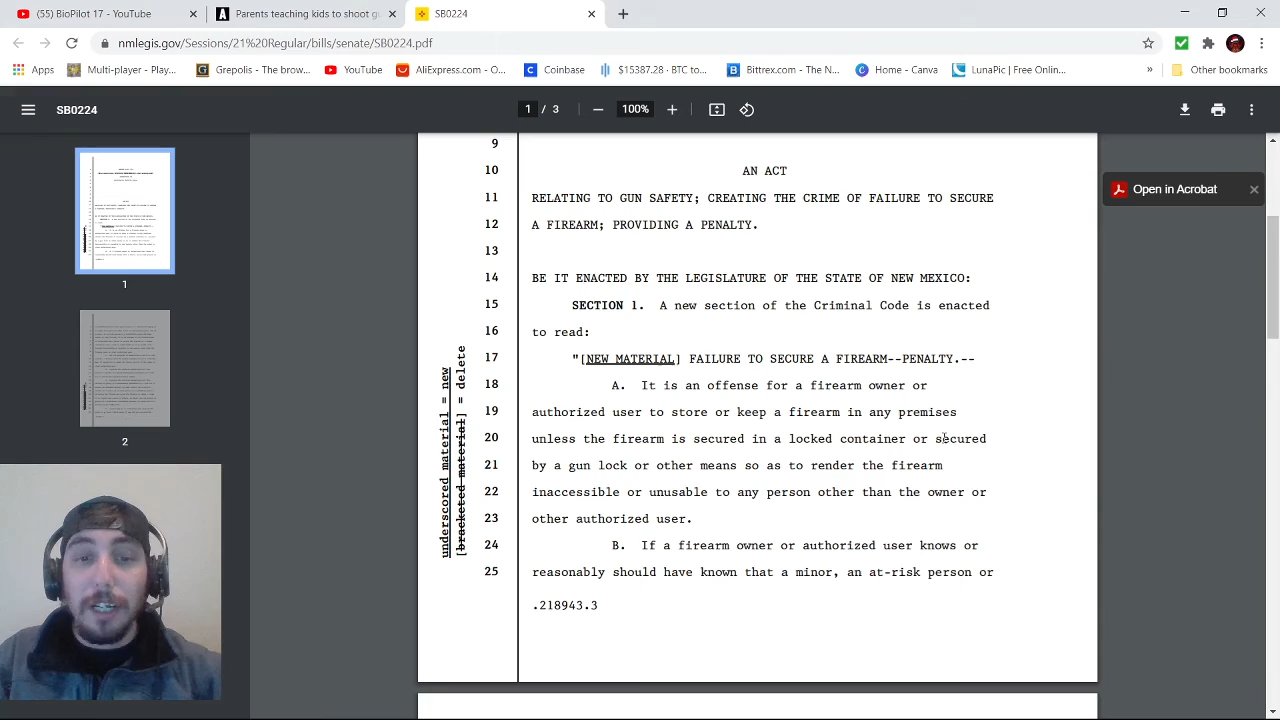 (55) BioPilot 17 - YouTube
Parents teaching kids to shoot gu
SB0224
nmlegis.gov/Sessions/21%20Regular/bills/senate/SB0224.pdf
Apps
Multi-player - Play...
Grepolis - The brow...
YouTube
AliExpress.com - O...
Coinbase
$15387.28 - BTC to...
Bittrex.com - The N...
Home - Canva
LunaPic | Free Onlin...
»
Other bookmarks
SB0224
1 / 3
100%
Open in Acrobat
1
2
underscored material = new
[bracketed material] = delete
9
10 AN ACT
11 RELATING TO GUN SAFETY; CREATING THE CRIME OF FAILURE TO SECURE
12 A FIREARM; PROVIDING A PENALTY.
13
14 BE IT ENACTED BY THE LEGISLATURE OF THE STATE OF NEW MEXICO:
15 SECTION 1. A new section of the Criminal Code is enacted
16 to read:
17 [NEW MATERIAL] FAILURE TO SECURE A FIREARM--PENALTY.--
18 A. It is an offense for a firearm owner or
19 authorized user to store or keep a firearm in any premises
20 unless the firearm is secured in a locked container or secured
21 by a gun lock or other means so as to render the firearm
22 inaccessible or unusable to any person other than the owner or
23 other authorized user.
24 B. If a firearm owner or authorized user knows or
25 reasonably should have known that a minor, an at-risk person or
.218943.3